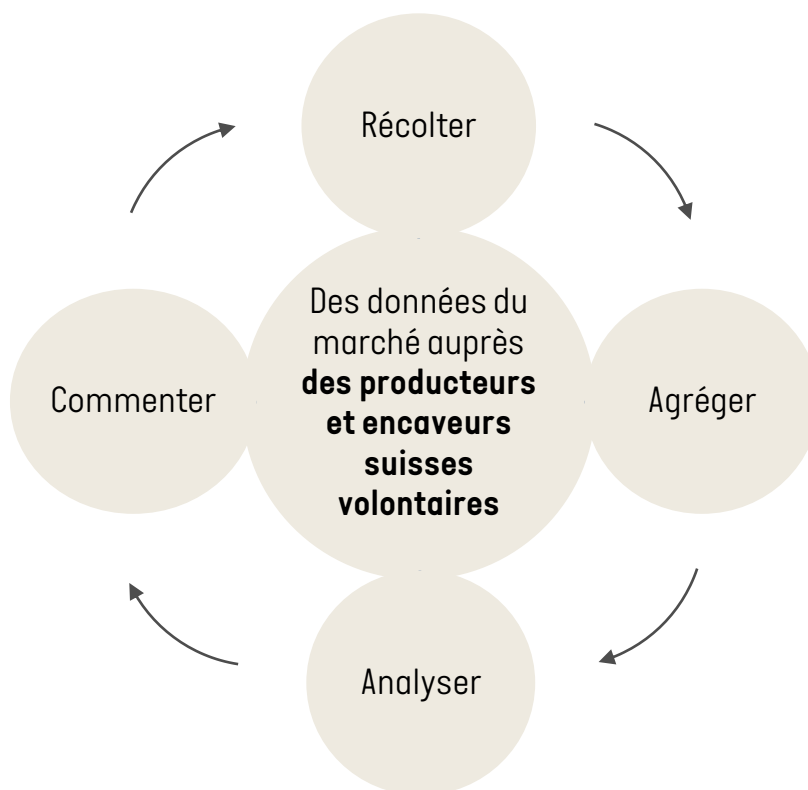 Récolter
Des données du
marché auprès
des producteurs
et encaveurs
suisses
volontaires
Commenter
Agréger
Analyser